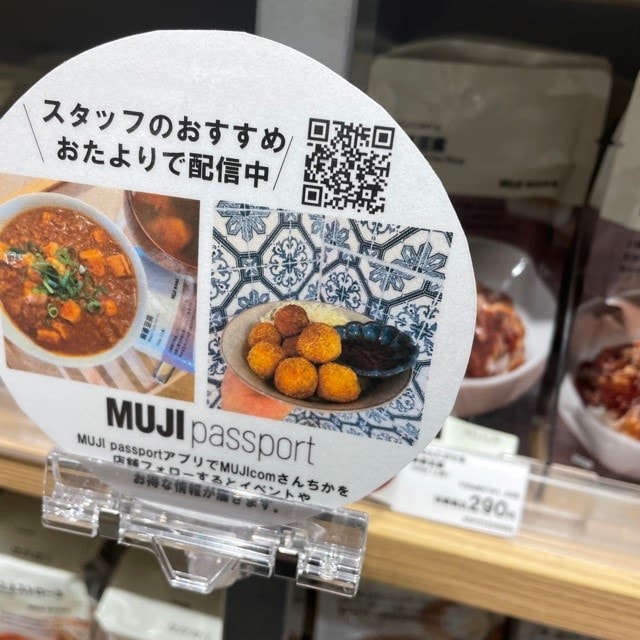 スタッフのおすすめ
おたよりで配信中
MUJI passport
MUJI passportアプリでMUJIcomさんちかを
店舗フォローするとイベントや
お得な情報が届きます。
290